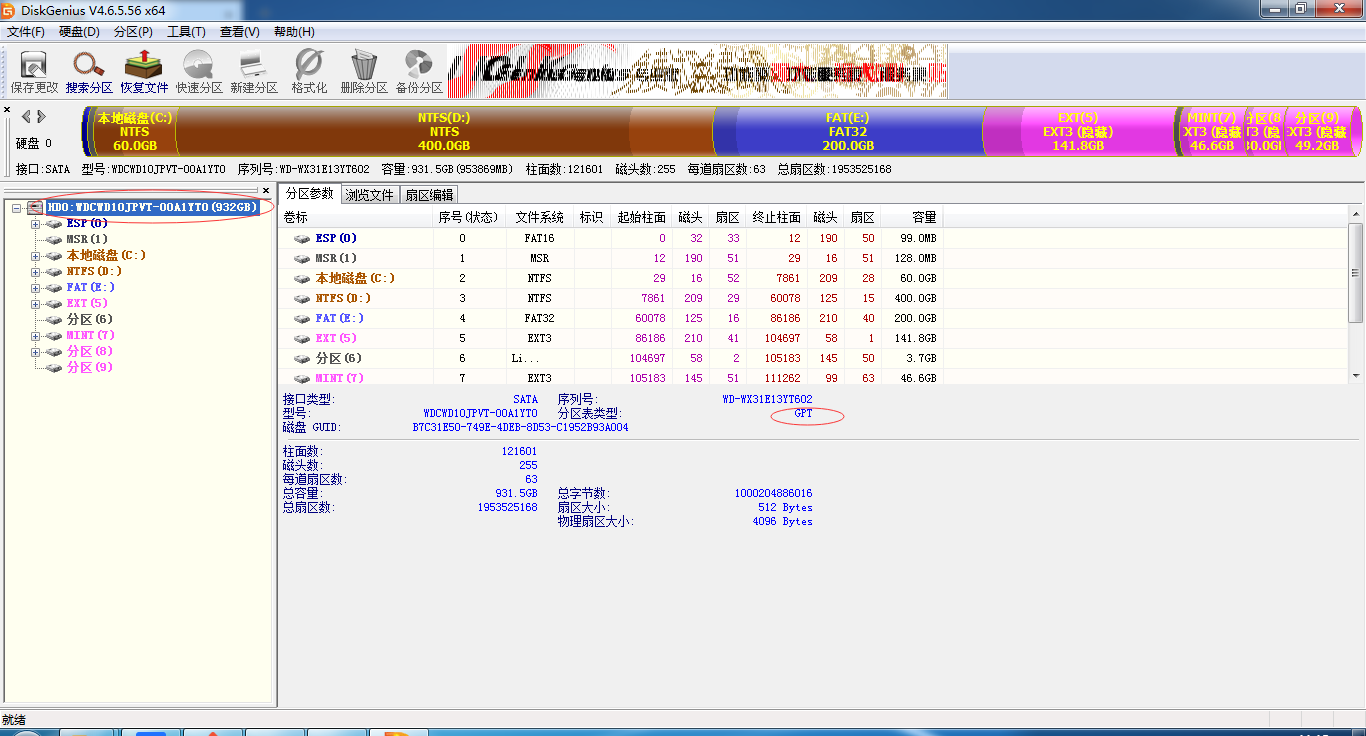 DiskGenius V4.6.5.56 x64
文件(F) 硬盘(D) 分区(P) 工具(T) 查看(V) 帮助(H)
保存更改 搜索分区 恢复文件 快速分区 新建分区 格式化 删除分区 备份分区
本地磁盘(C:) NTFS(D:) FAT(E:) EXT(5) MINT(7) 分区(8 分区(9)
NTFS NTFS FAT32 EXT3 (隐藏) XT3 (隐藏 T3 (隐 XT3 (隐藏
60.0GB 400.0GB 200.0GB 141.8GB 46.6GB 30.0GI 49.2GB
硬盘 0
接口:SATA 型号:WDCWD10JPVT-00A1YT0 序列号:WD-WX31E13YT602 容量:931.5GB(953869MB) 柱面数:121601 磁头数:255 每道扇区数:63 总扇区数:1953525168
HD0:WDCWD10JPVT-00A1YT0(932GB)
ESP(0)
MSR(1)
本地磁盘(C:)
NTFS(D:)
FAT(E:)
EXT(5)
分区(6)
MINT(7)
分区(8)
分区(9)
分区参数 浏览文件 扇区编辑
卷标 序号(状态) 文件系统 标识 起始柱面 磁头 扇区 终止柱面 磁头 扇区 容量
ESP(0) 0 FAT16 0 32 33 12 190 50 99.0MB
MSR(1) 1 MSR 12 190 51 29 16 51 128.0MB
本地磁盘(C:) 2 NTFS 29 16 52 7861 209 28 60.0GB
NTFS(D:) 3 NTFS 7861 209 29 60078 125 15 400.0GB
FAT(E:) 4 FAT32 60078 125 16 86186 210 40 200.0GB
EXT(5) 5 EXT3 86186 210 41 104697 58 1 141.8GB
分区(6) 6 Li... 104697 58 2 105183 145 50 3.7GB
MINT(7) 7 EXT3 105183 145 51 111262 99 63 46.6GB
接口类型: SATA 序列号: WD-WX31E13YT602
型号: WDCWD10JPVT-00A1YT0 分区表类型: GPT
磁盘 GUID: B7C31E50-749E-4DEB-8D53-C1952B93A004
柱面数: 121601
磁头数: 255
每道扇区数: 63
总容量: 931.5GB 总字节数: 1000204886016
总扇区数: 1953525168 扇区大小: 512 Bytes
物理扇区大小: 4096 Bytes
就绪